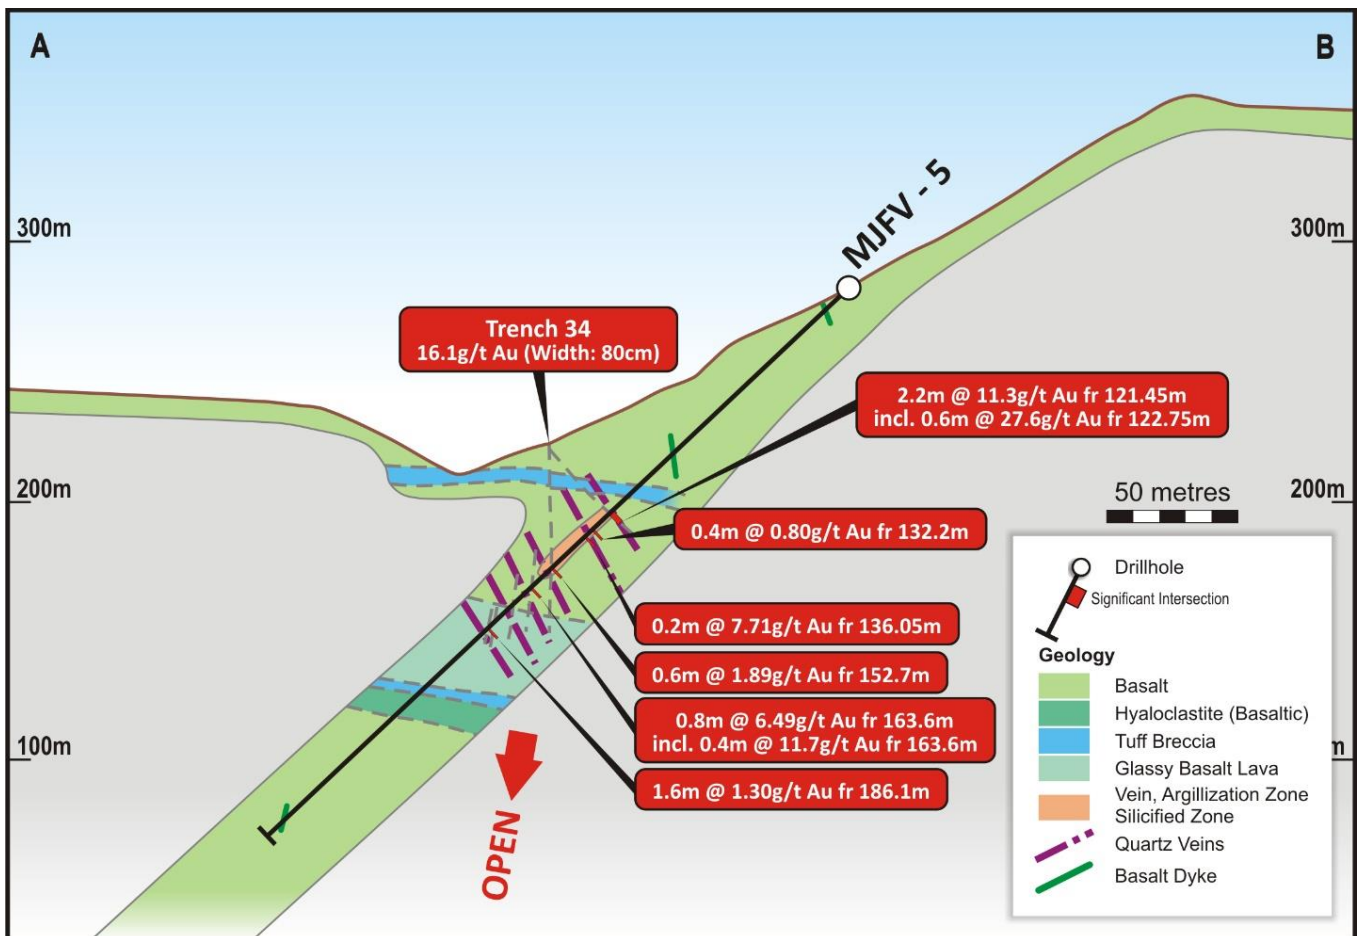 A
B
MJFV - 5
300m
300m
Trench 34
16.1g/t Au (Width: 80cm)
2.2m @ 11.3g/t Au fr 121.45m
incl. 0.6m @ 27.6g/t Au fr 122.75m
200m
200m
50 metres
0.4m @ 0.80g/t Au fr 132.2m
0.2m @ 7.71g/t Au fr 136.05m
0.6m @ 1.89g/t Au fr 152.7m
0.8m @ 6.49g/t Au fr 163.6m
incl. 0.4m @ 11.7g/t Au fr 163.6m
1.6m @ 1.30g/t Au fr 186.1m
100m
m
OPEN
Drillhole
Significant Intersection
Geology
Basalt
Hyaloclastite (Basaltic)
Tuff Breccia
Glassy Basalt Lava
Vein, Argillization Zone
Silicified Zone
Quartz Veins
Basalt Dyke